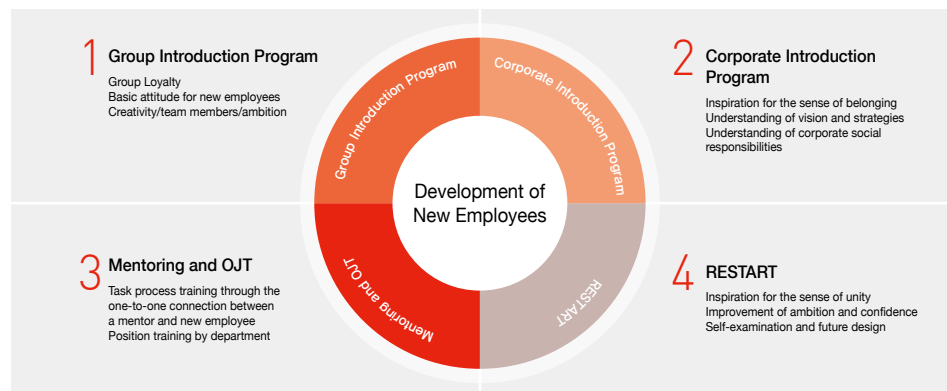 1
Group Introduction Program
Group Loyalty
Basic attitude for new employees
Creativity/team members/ambition
2
Corporate Introduction
Program
Inspiration for the sense of belonging
Understanding of vision and strategies
Understanding of corporate social
responsibilities
Group Introduction Program
Corporate Introduction Program
Development of
New Employees
Mentoring and OJT
RESTART
3
Mentoring and OJT
Task process training through the
one-to-one connection between
a mentor and new employee
Position training by department
4
RESTART
Inspiration for the sense of unity
Improvement of ambition and confidence
Self-examination and future design